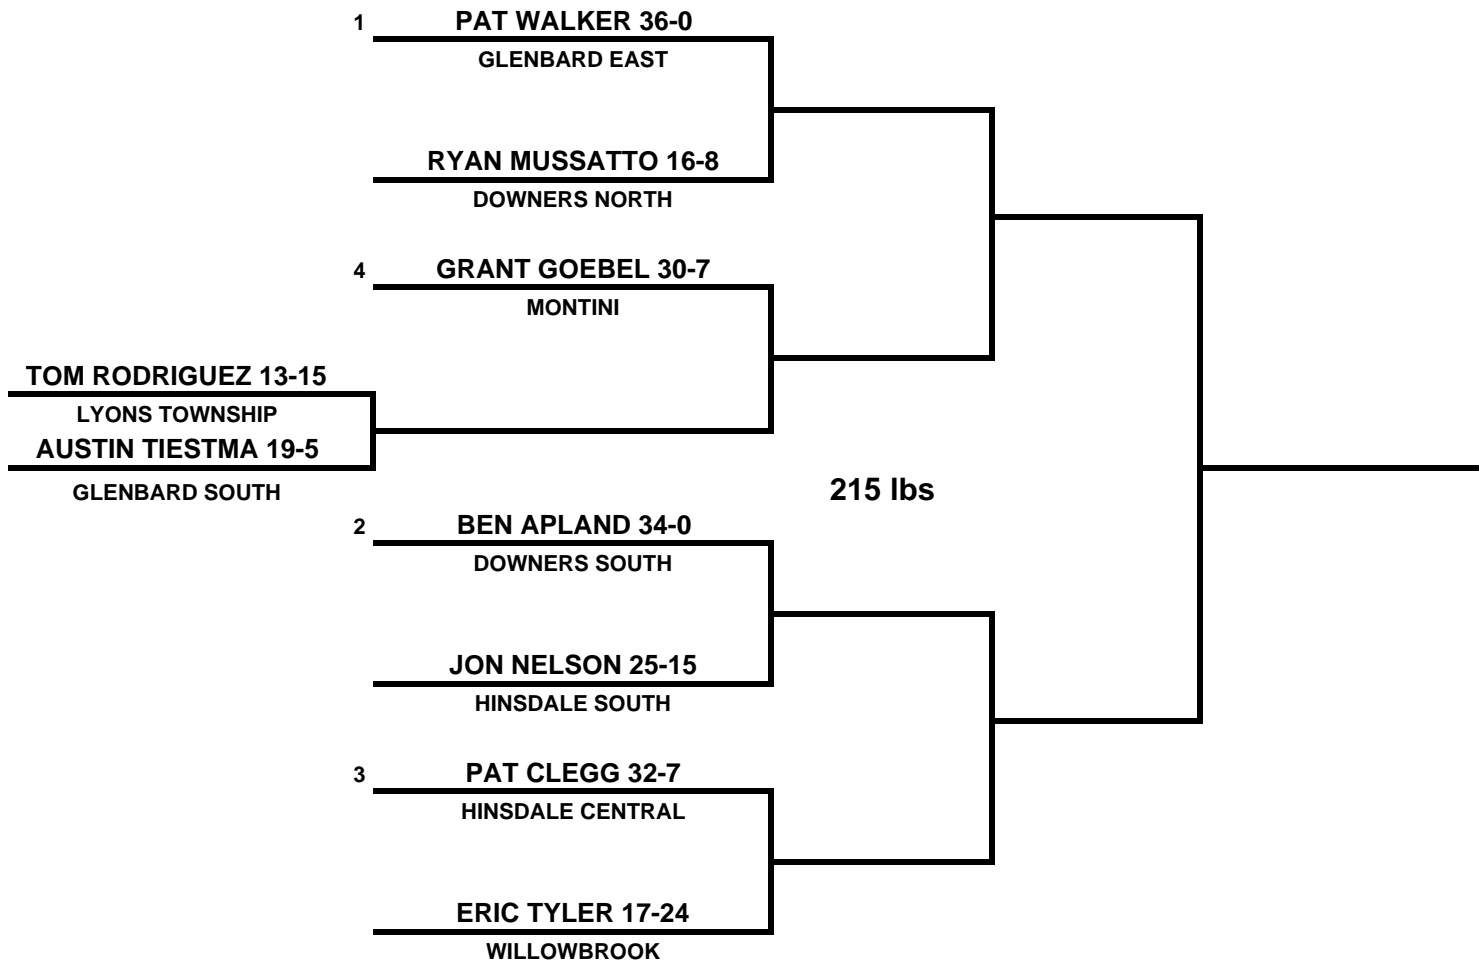 1
PAT WALKER 36-0
GLENBARD EAST
RYAN MUSSATTO 16-8
DOWNERS NORTH
4
GRANT GOEBEL 30-7
MONTINI
TOM RODRIGUEZ 13-15
LYONS TOWNSHIP
AUSTIN TIESTMA 19-5
GLENBARD SOUTH
215 lbs
2
BEN APLAND 34-0
DOWNERS SOUTH
JON NELSON 25-15
HINSDALE SOUTH
3
PAT CLEGG 32-7
HINSDALE CENTRAL
ERIC TYLER 17-24
WILLOWBROOK